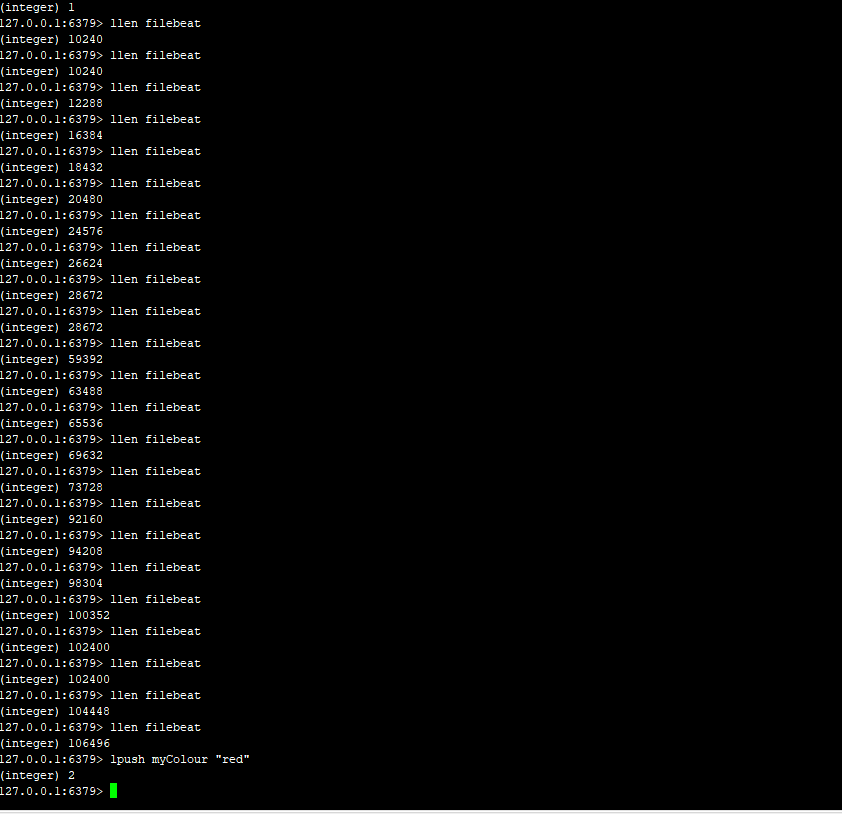 (integer) 1
127.0.0.1:6379> llen filebeat
(integer) 10240
127.0.0.1:6379> llen filebeat
(integer) 10240
127.0.0.1:6379> llen filebeat
(integer) 12288
127.0.0.1:6379> llen filebeat
(integer) 16384
127.0.0.1:6379> llen filebeat
(integer) 18432
127.0.0.1:6379> llen filebeat
(integer) 20480
127.0.0.1:6379> llen filebeat
(integer) 24576
127.0.0.1:6379> llen filebeat
(integer) 26624
127.0.0.1:6379> llen filebeat
(integer) 28672
127.0.0.1:6379> llen filebeat
(integer) 28672
127.0.0.1:6379> llen filebeat
(integer) 59392
127.0.0.1:6379> llen filebeat
(integer) 63488
127.0.0.1:6379> llen filebeat
(integer) 65536
127.0.0.1:6379> llen filebeat
(integer) 69632
127.0.0.1:6379> llen filebeat
(integer) 73728
127.0.0.1:6379> llen filebeat
(integer) 92160
127.0.0.1:6379> llen filebeat
(integer) 94208
127.0.0.1:6379> llen filebeat
(integer) 98304
127.0.0.1:6379> llen filebeat
(integer) 100352
127.0.0.1:6379> llen filebeat
(integer) 102400
127.0.0.1:6379> llen filebeat
(integer) 102400
127.0.0.1:6379> llen filebeat
(integer) 104448
127.0.0.1:6379> llen filebeat
(integer) 106496
127.0.0.1:6379> lpush myColour "red"
(integer) 2
127.0.0.1:6379>